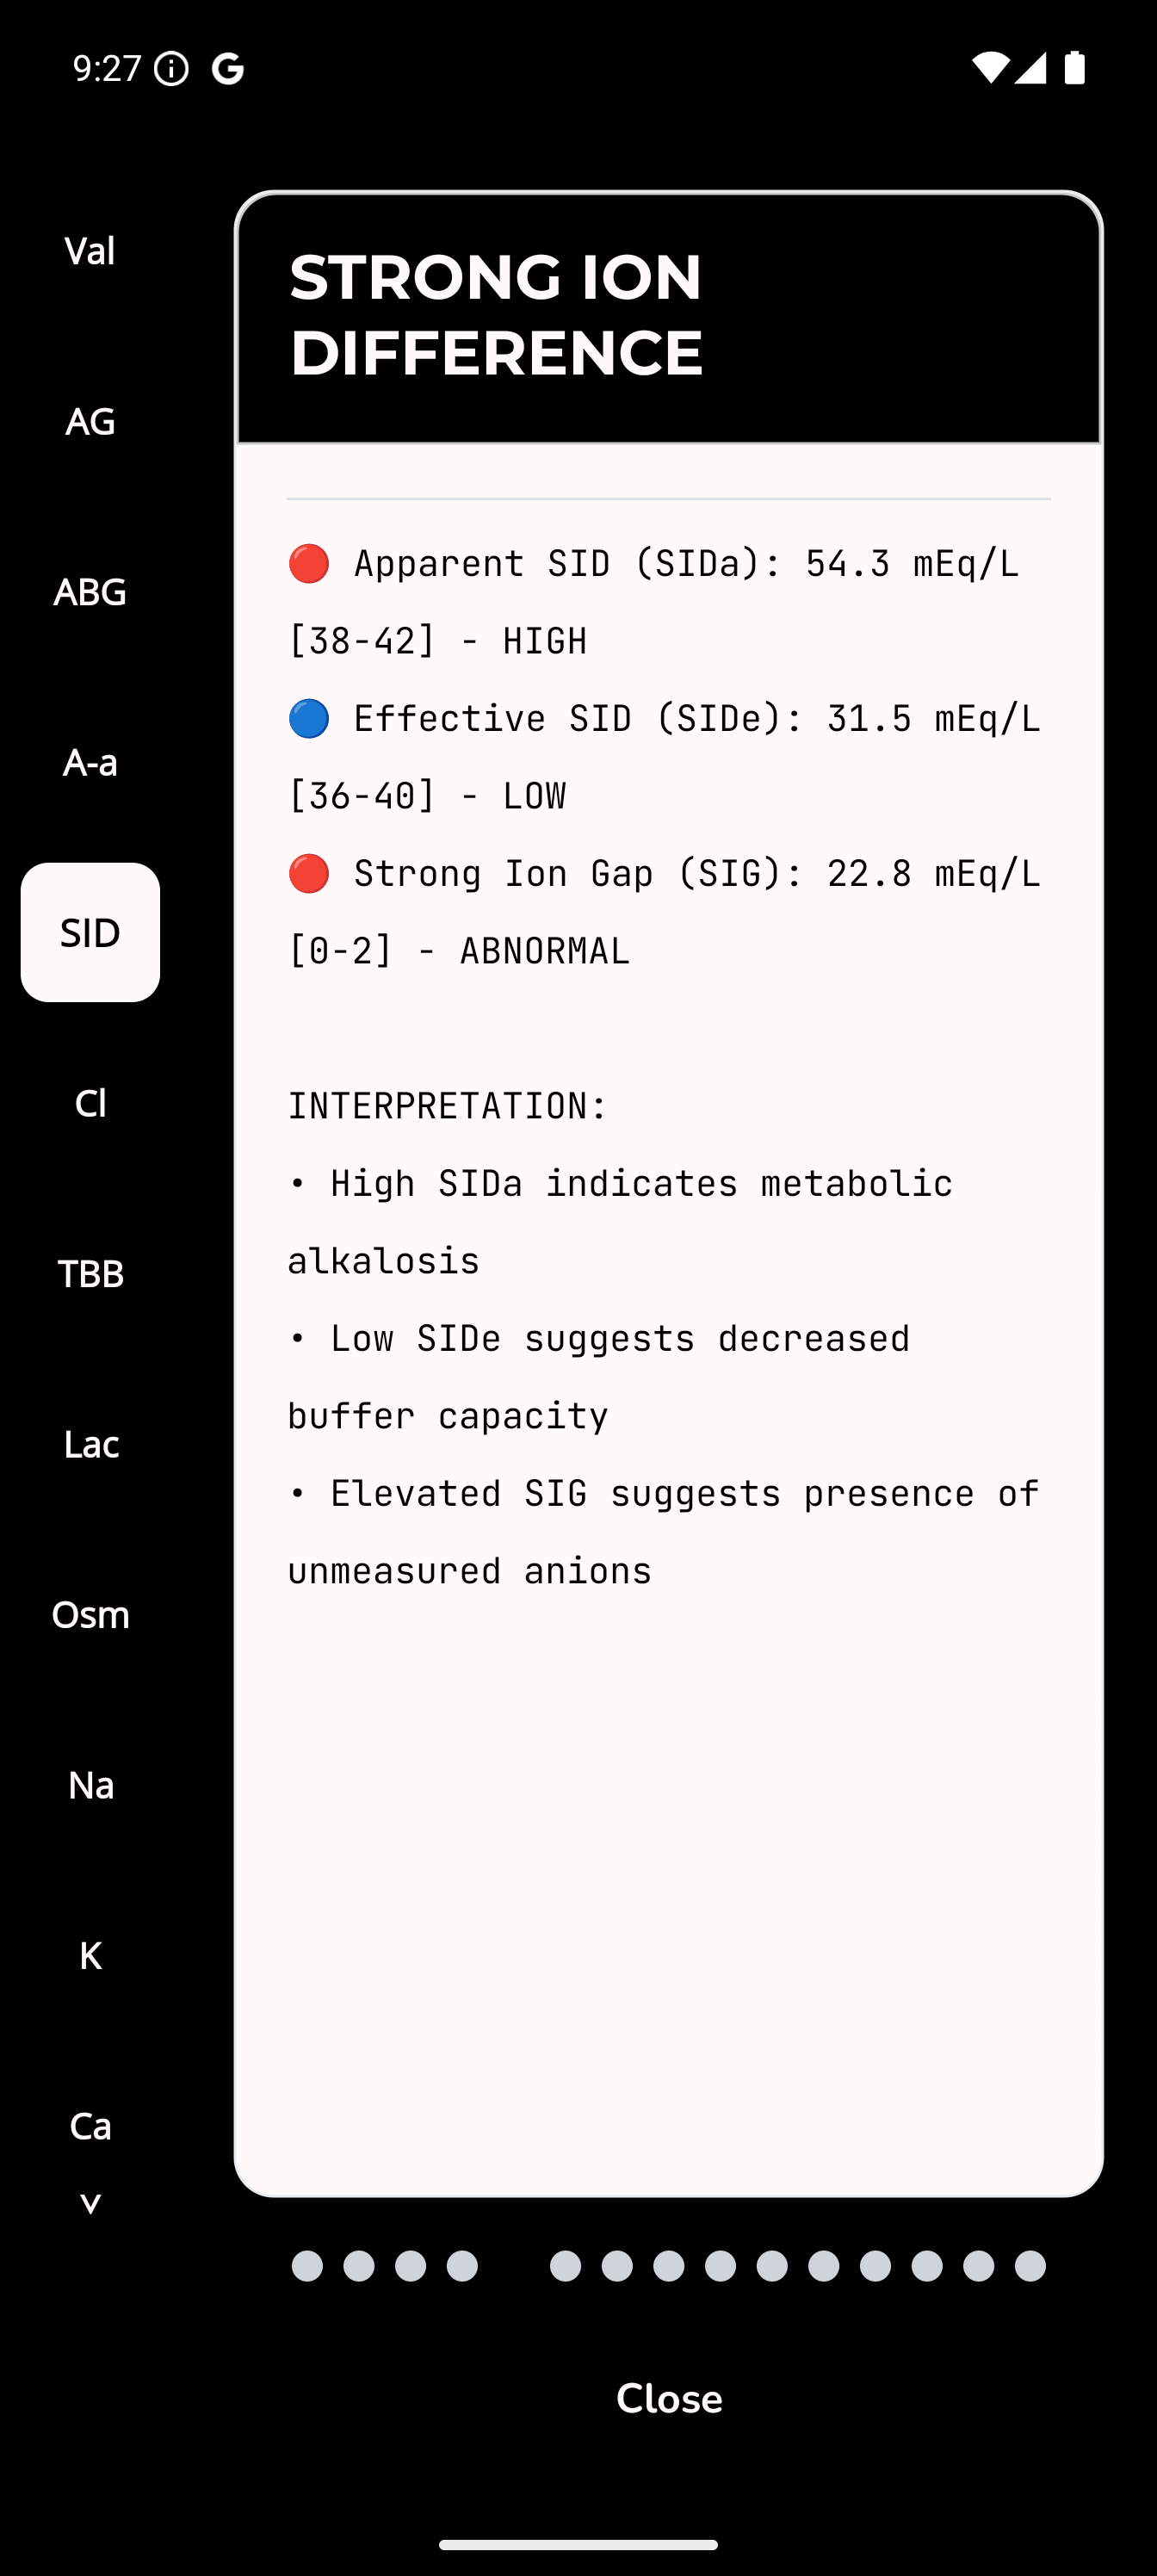 9:27
Val
AG
ABG
A-a
SID
Cl
TBB
Lac
Osm
Na
K
Ca
STRONG ION
DIFFERENCE
🔴 Apparent SID (SIDa): 54.3 mEq/L
[38-42] - HIGH
🔵 Effective SID (SIDe): 31.5 mEq/L
[36-40] - LOW
🔴 Strong Ion Gap (SIG): 22.8 mEq/L
[0-2] - ABNORMAL
INTERPRETATION:
• High SIDa indicates metabolic
alkalosis
• Low SIDe suggests decreased
buffer capacity
• Elevated SIG suggests presence of
unmeasured anions
Close